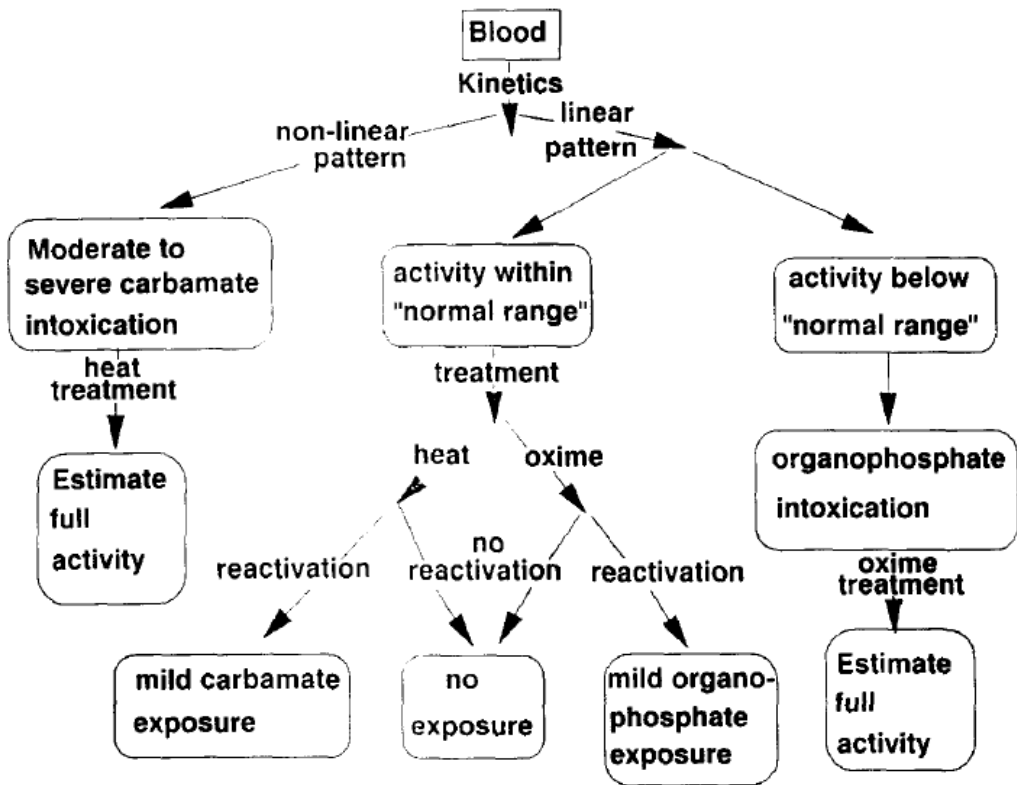 Blood
Kinetics
non-linear
pattern
linear
pattern
Moderate to
severe carbamate
intoxication
activity within
"normal range"
activity below
"normal range"
heat
treatment
treatment
Estimate
full
activity
heat
oxime
organophosphate
intoxication
reactivation
no
reactivation
reactivation
oxime
treatment
mild carbamate
exposure
no
exposure
mild organo-
phosphate
exposure
Estimate
full
activity